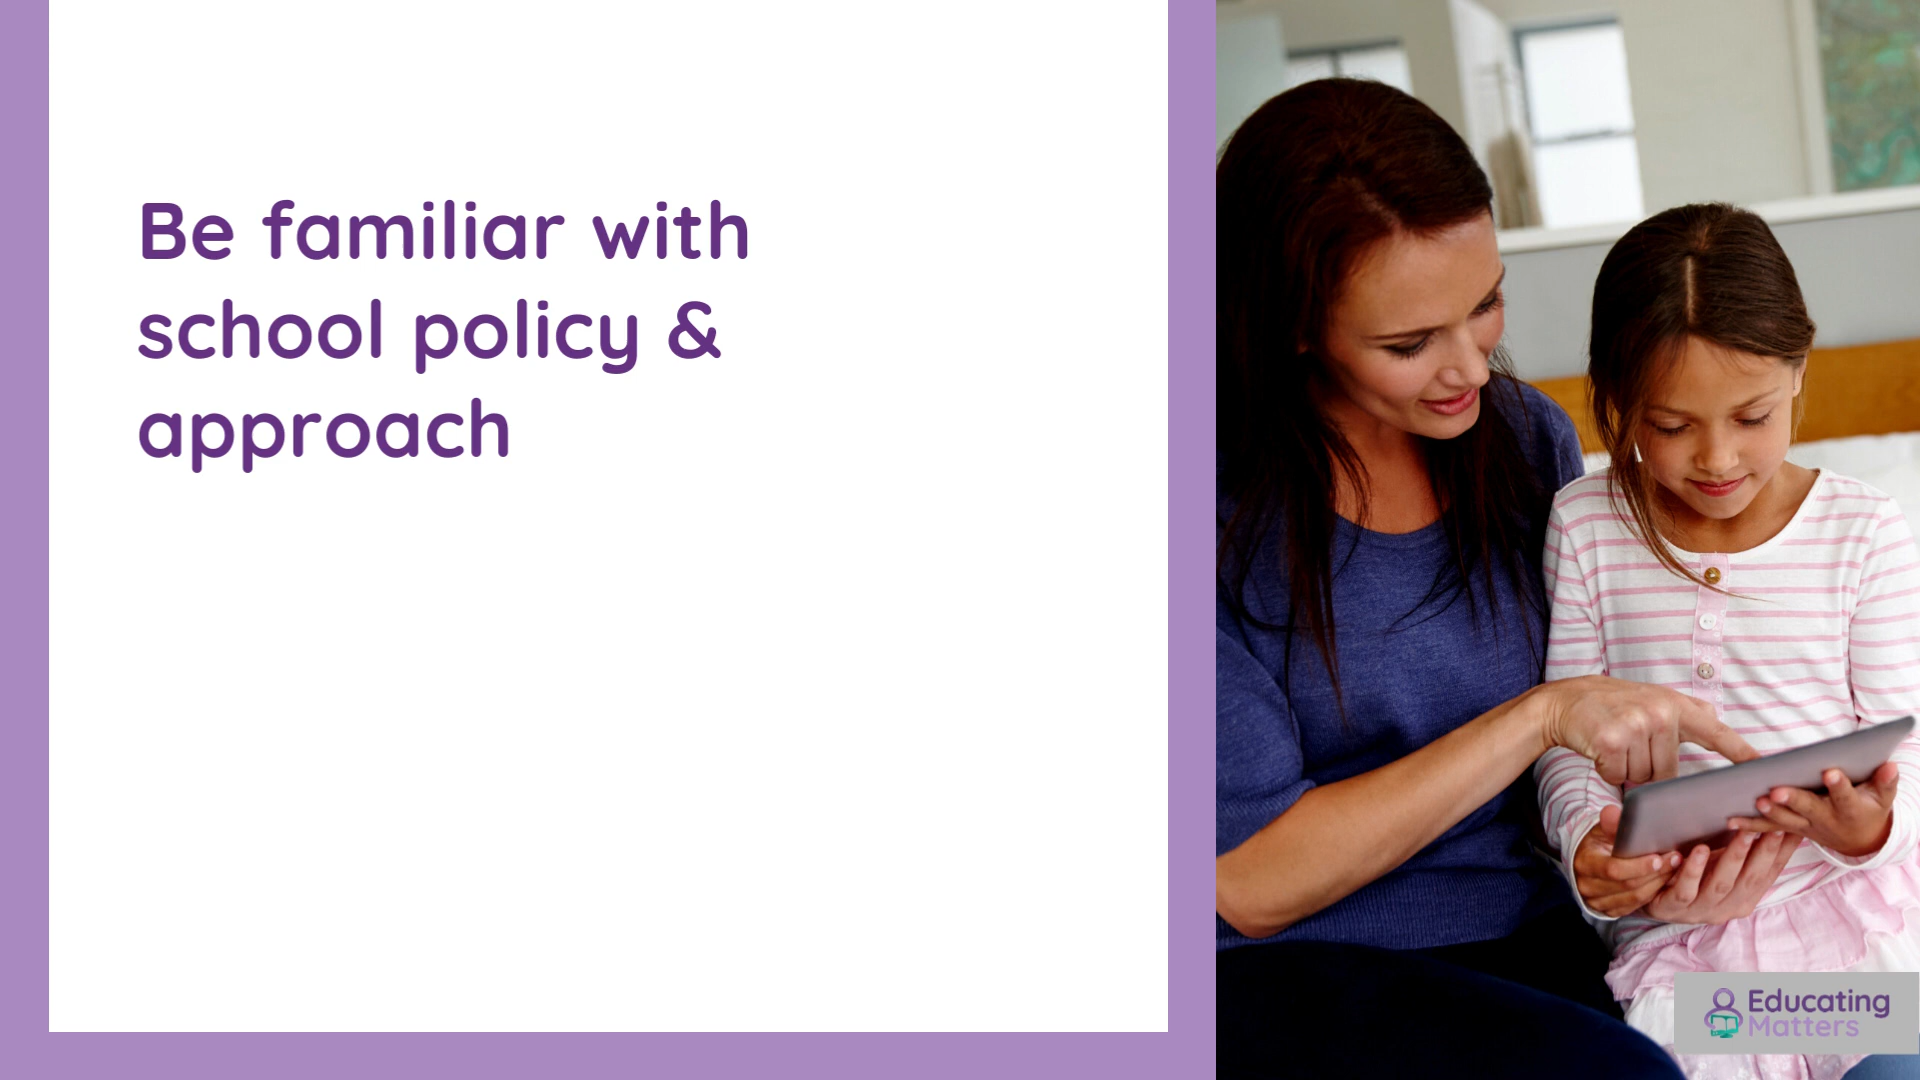 Be familiar with
school policy &
approach
Educating
Matters